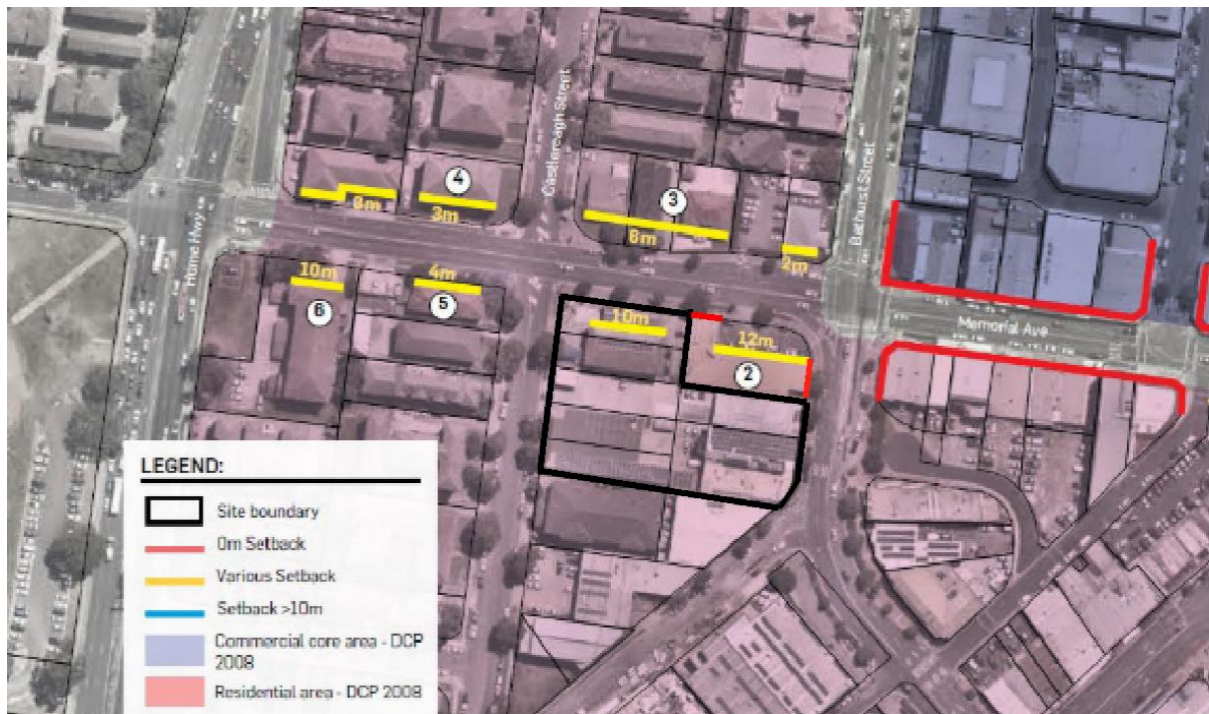 Castlereagh Street
Bathurst Street
Hume Hwy
Memorial Ave
4
3
8m
3m
8m
2m
10m
4m
6
5
10m
12m
2
LEGEND:
Site boundary
0m Setback
Various Setback
Setback >10m
Commercial core area - DCP
2008
Residential area - DCP 2008